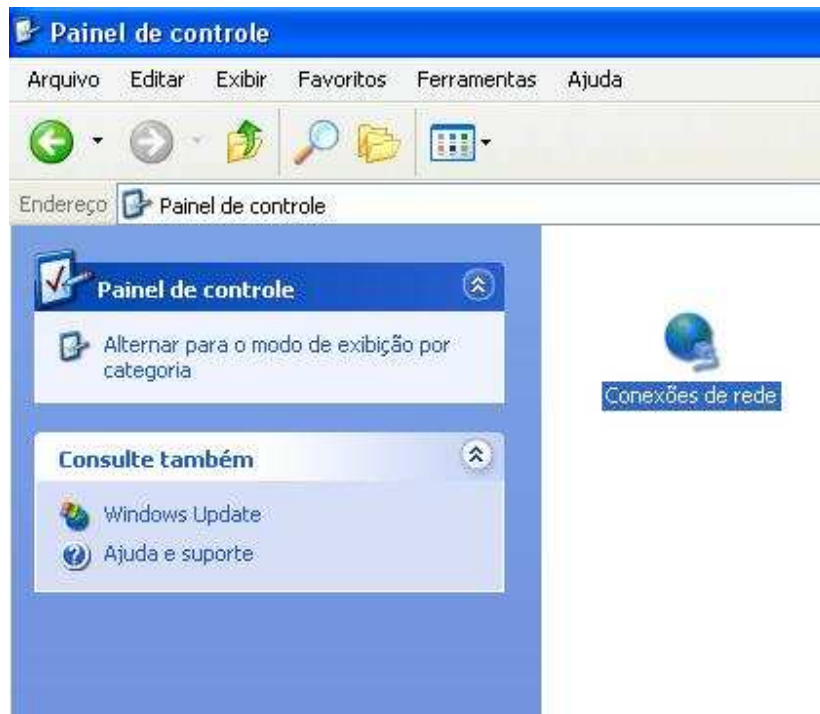 Painel de controle
Arquivo Editar Exibir Favoritos Ferramentas Ajuda
Endereço Painel de controle
Painel de controle
Alternar para o modo de exibição por
categoria
Conexões de rede
Consulte também
Windows Update
Ajuda e suporte